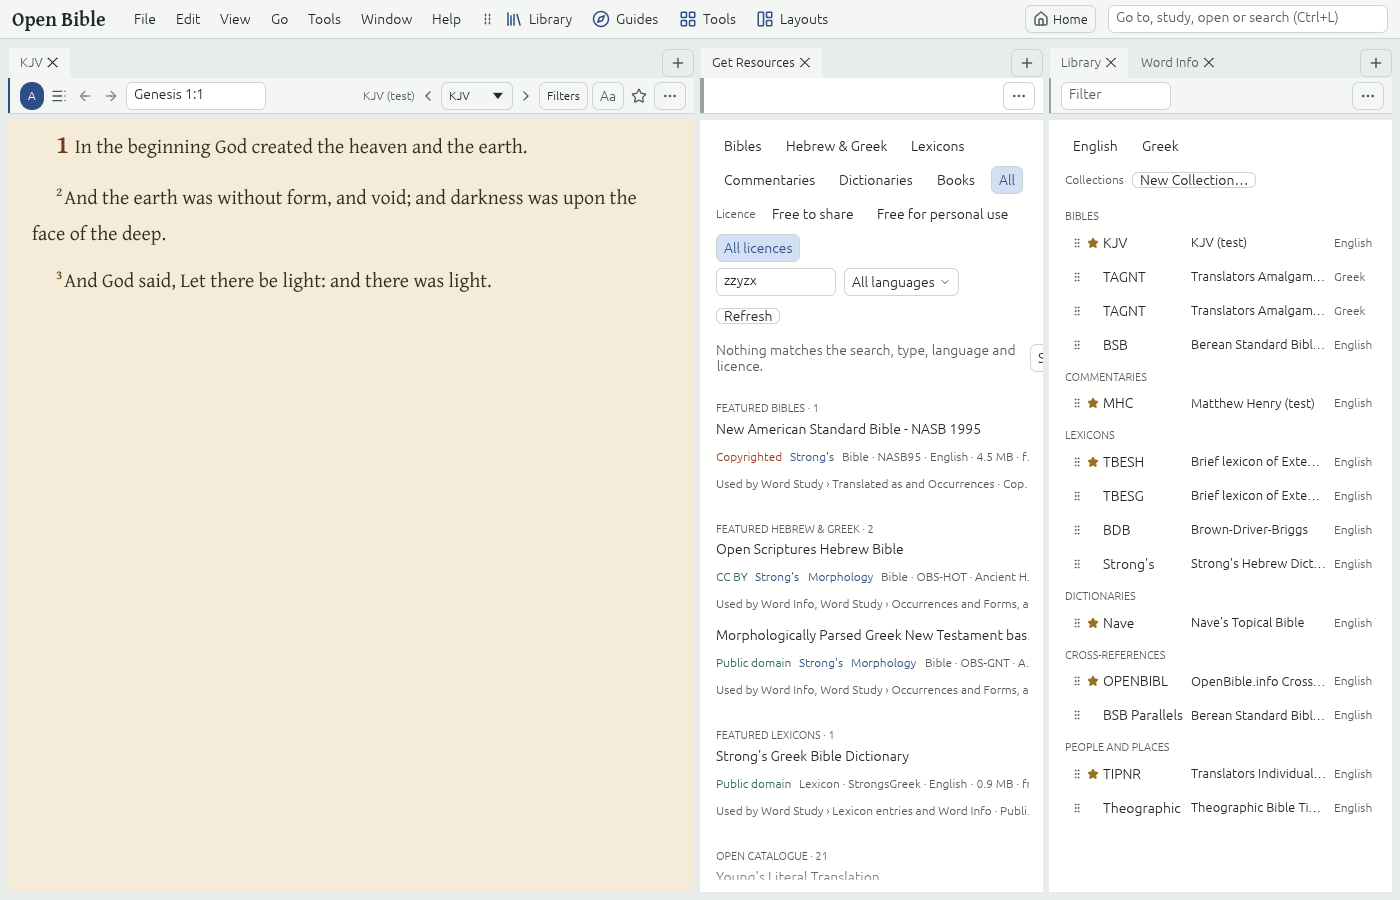 Open Bible File Edit View Go Tools Window Help Library Guides Tools Layouts Home Go to, study, open or search (Ctrl+L)
KJV
A Genesis 1:1 KJV (test) KJV Filters Aa
1 In the beginning God created the heaven and the earth.
2 And the earth was without form, and void; and darkness was upon the
face of the deep.
3 And God said, Let there be light: and there was light.
Get Resources
Bibles Hebrew & Greek Lexicons
Commentaries Dictionaries Books All
Licence Free to share Free for personal use
All licences
zzyzx All languages
Refresh
Nothing matches the search, type, language and
licence.
FEATURED BIBLES · 1
New American Standard Bible - NASB 1995
Copyrighted Strong's Bible · NASB95 · English · 4.5 MB · f.
Used by Word Study › Translated as and Occurrences · Cop.
FEATURED HEBREW & GREEK · 2
Open Scriptures Hebrew Bible
CC BY Strong's Morphology Bible · OBS-HOT · Ancient H.
Used by Word Info, Word Study › Occurrences and Forms, a
Morphologically Parsed Greek New Testament bas.
Public domain Strong's Morphology Bible · OBS-GNT · A.
Used by Word Info, Word Study › Occurrences and Forms, a
FEATURED LEXICONS · 1
Strong's Greek Bible Dictionary
Public domain Lexicon · StrongsGreek · English · 0.9 MB · fr
Used by Word Study › Lexicon entries and Word Info · Publi.
OPEN CATALOGUE · 21
Young's Literal Translation
Library Word Info
Filter
English Greek
Collections New Collection...
BIBLES
KJV KJV (test) English
TAGNT Translators Amalgam... Greek
TAGNT Translators Amalgam... Greek
BSB Berean Standard Bibl... English
COMMENTARIES
MHC Matthew Henry (test) English
LEXICONS
TBESH Brief lexicon of Exte... English
TBESG Brief lexicon of Exte... English
BDB Brown-Driver-Briggs English
Strong's Strong's Hebrew Dict... English
DICTIONARIES
Nave Nave's Topical Bible English
CROSS-REFERENCES
OPENBIBL OpenBible.info Cross... English
BSB Parallels Berean Standard Bibl... English
PEOPLE AND PLACES
TIPNR Translators Individual... English
Theographic Theographic Bible Ti... English